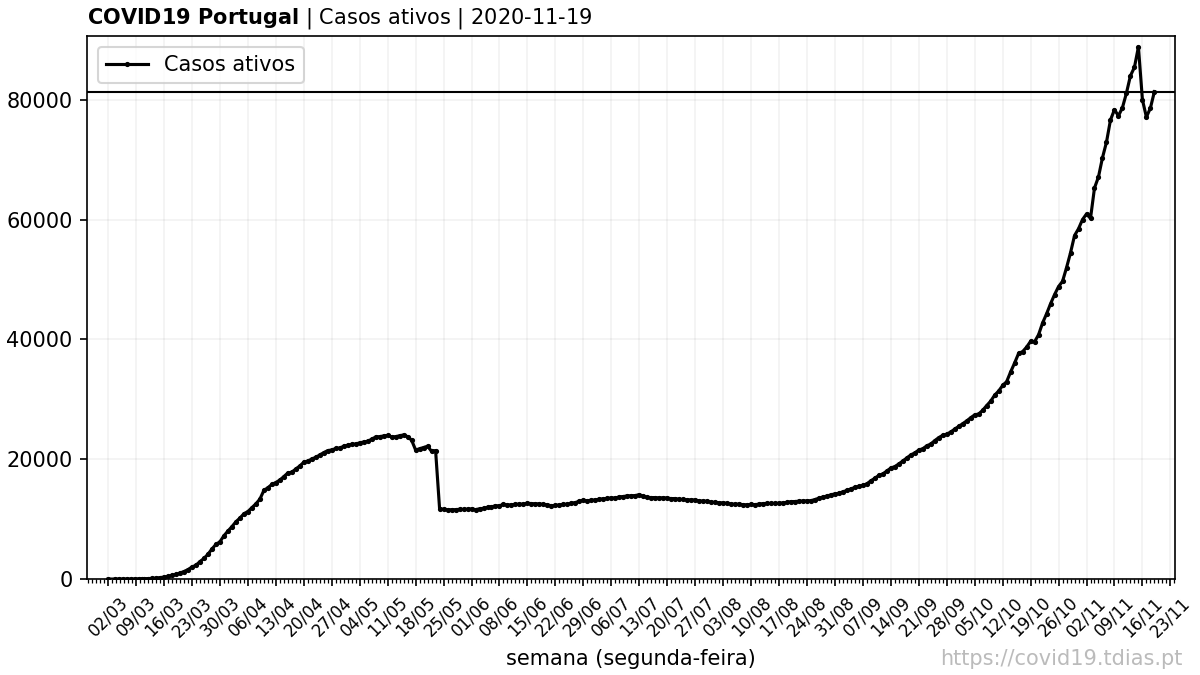 COVID19 Portugal | Casos ativos | 2020-11-19
Casos ativos
80000
60000
40000
20000
0
02/03 09/03 16/03 23/03 30/03 06/04 13/04 20/04 27/04 04/05 11/05 18/05 25/05 01/06 08/06 15/06 22/06 29/06 06/07 13/07 20/07 27/07 03/08 10/08 17/08 24/08 31/08 07/09 14/09 21/09 28/09 05/10 12/10 19/10 26/10 02/11 09/11 16/11 23/11
semana (segunda-feira)
https://covid19.tdias.pt